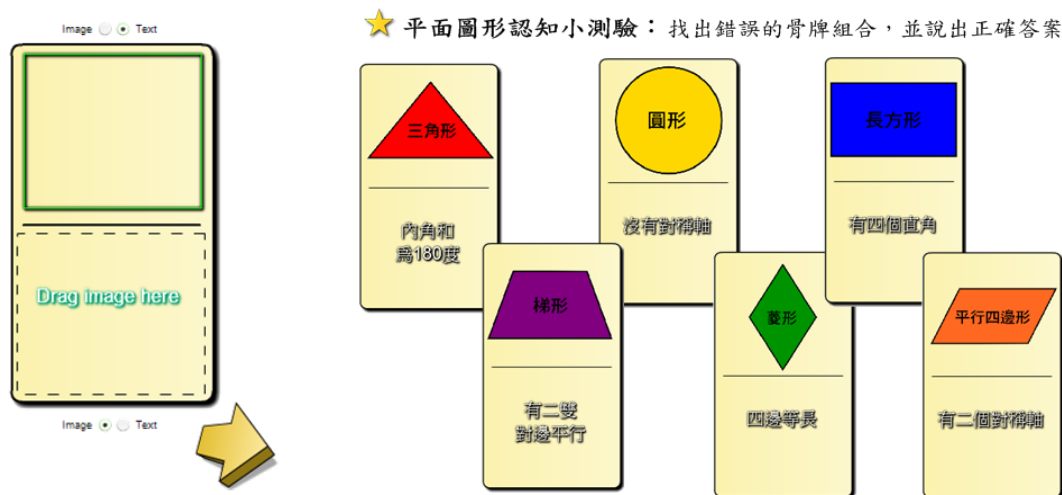 Image Text
Drag image here
Image Text
平面圖形認知小測驗：找出錯誤的骨牌組合，並說出正確答案
三角形
內角和
為180度
圓形
沒有對稱軸
長方形
有四個直角
梯形
有二雙
對邊平行
菱形
四邊等長
平行四邊形
有二個對稱軸